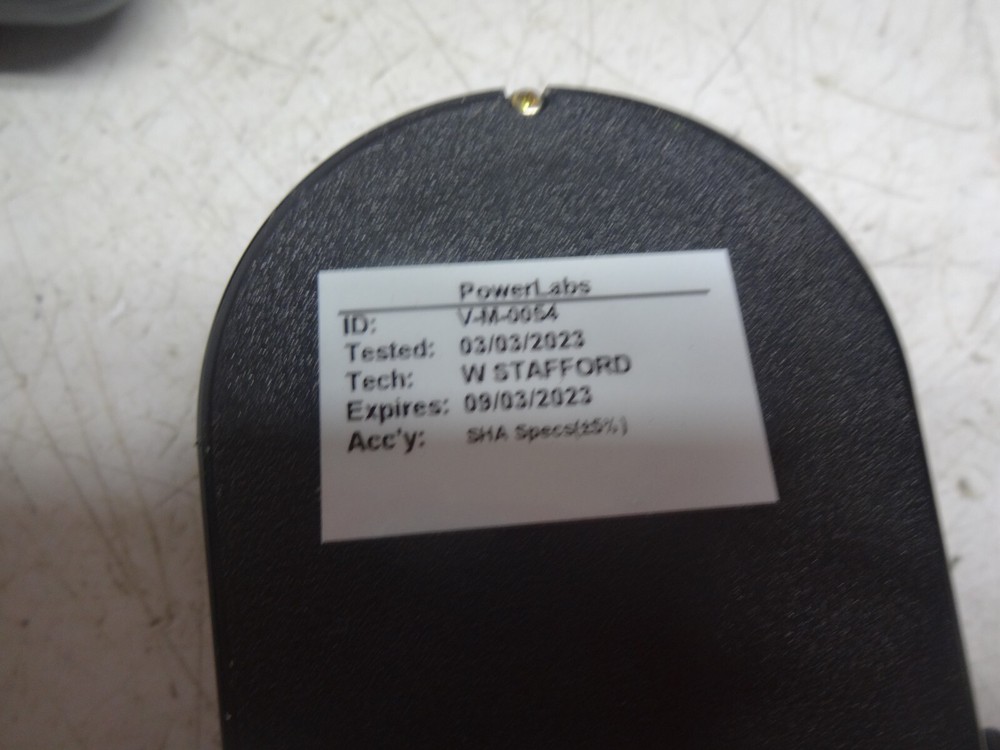 PowerLabs
ID: V-M-0054
Tested: 03/03/2023
Tech: W STAFFORD
Expires: 09/03/2023
Acc'y: SHA Specs(±5%)